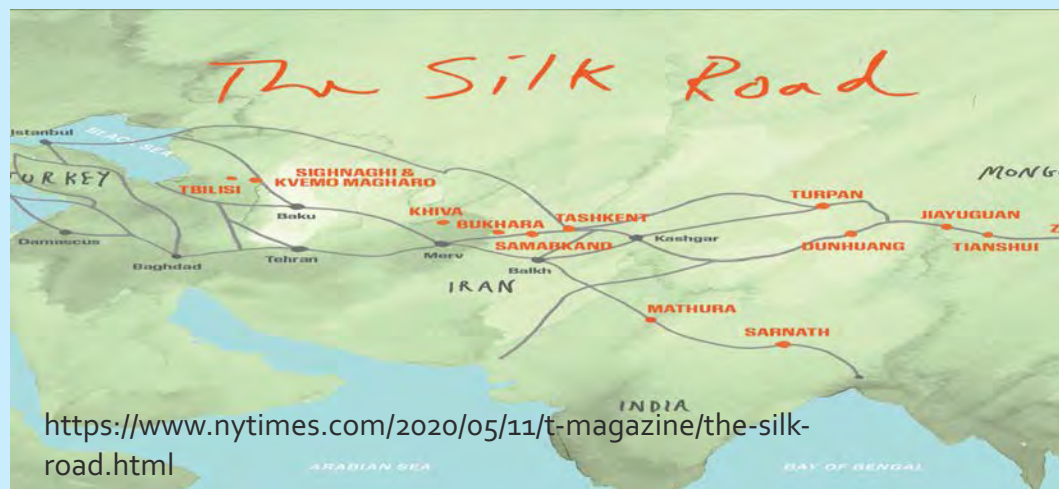 The Silk Road
Istanbul
BLACK SEA
TURKEY
MONG
SIGHNAGHI &
KVEMO MAGHARO
TBILISI
TURPAN
KHIVA
BUKHARA
TASHKENT
JIAYUGUAN
Baku
Damascus
SAMARKAND
Kashgar
DUNHUANG
TIANSHUI
Z
Baghdad
Tehran
Merv
Balkh
IRAN
MATHURA
SARNATH
INDIA
https://www.nytimes.com/2020/05/11/t-magazine/the-silk-
road.html
ARABIAN SEA
BAY OF BENGAL